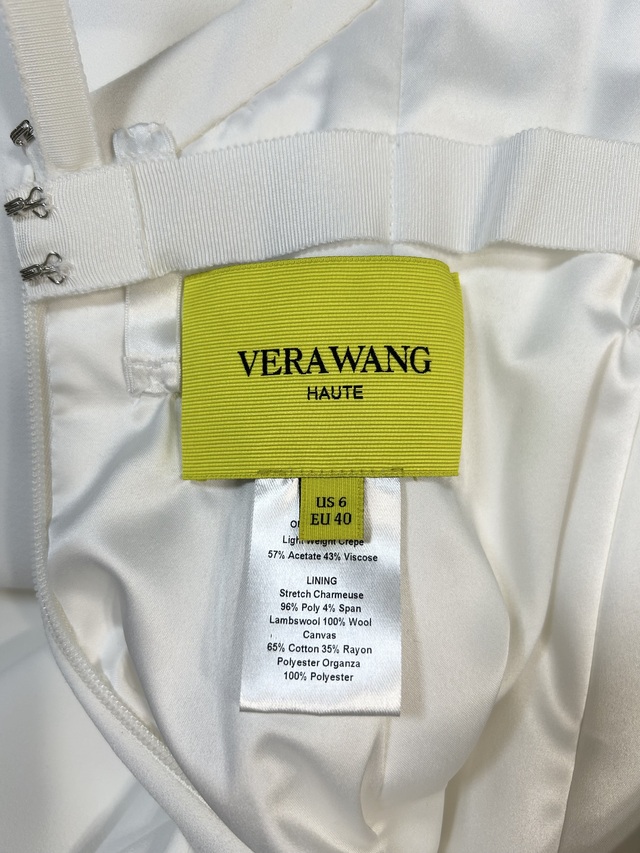 VERA WANG
HAUTE
US 6
EU 40
Light Weight Crepe
57% Acetate 43% Viscose
LINING
Stretch Charmeuse
96% Poly 4% Span
Lambswool 100% Wool
Canvas
65% Cotton 35% Rayon
Polyester Organza
100% Polyester